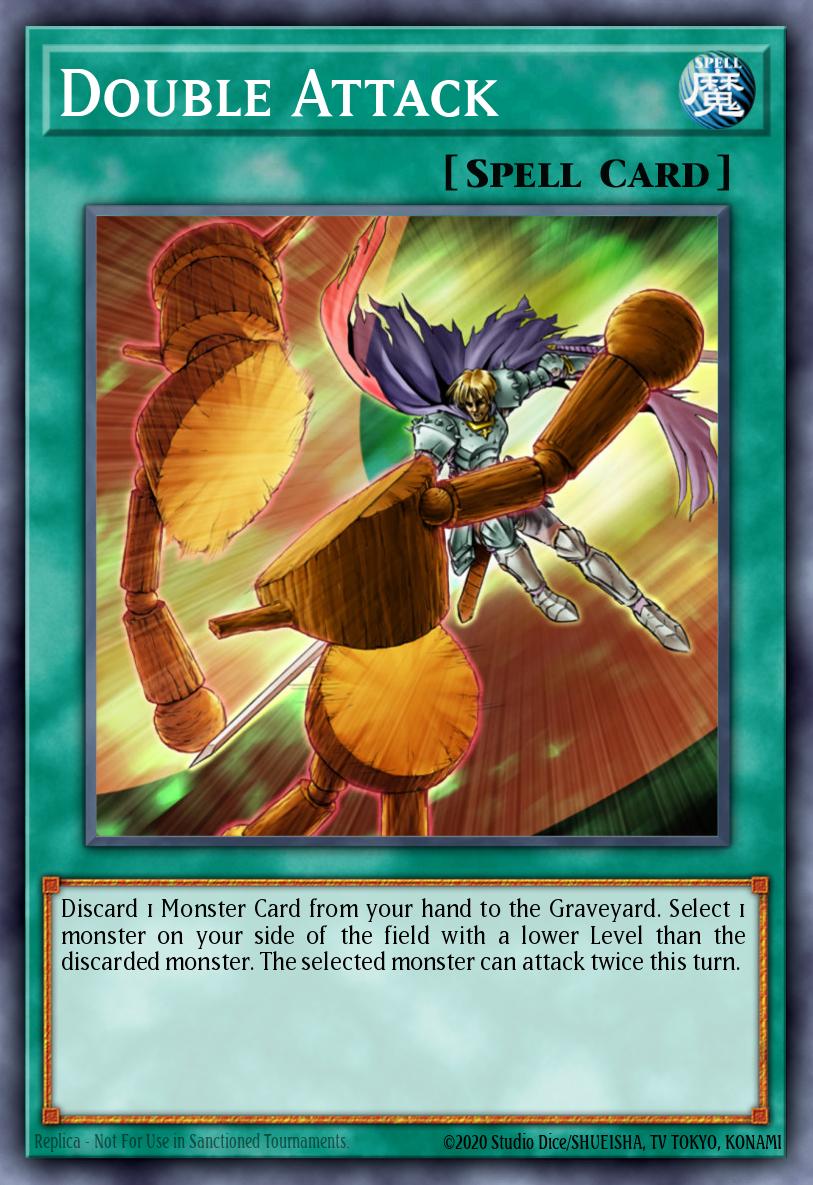 Double Attack
SPELL
魔
[ Spell Card ]
Discard 1 Monster Card from your hand to the Graveyard. Select 1
monster on your side of the field with a lower Level than the
discarded monster. The selected monster can attack twice this turn.
Replica - Not For Use in Sanctioned Tournaments.
©2020 Studio Dice/SHUEISHA, TV TOKYO, KONAMI